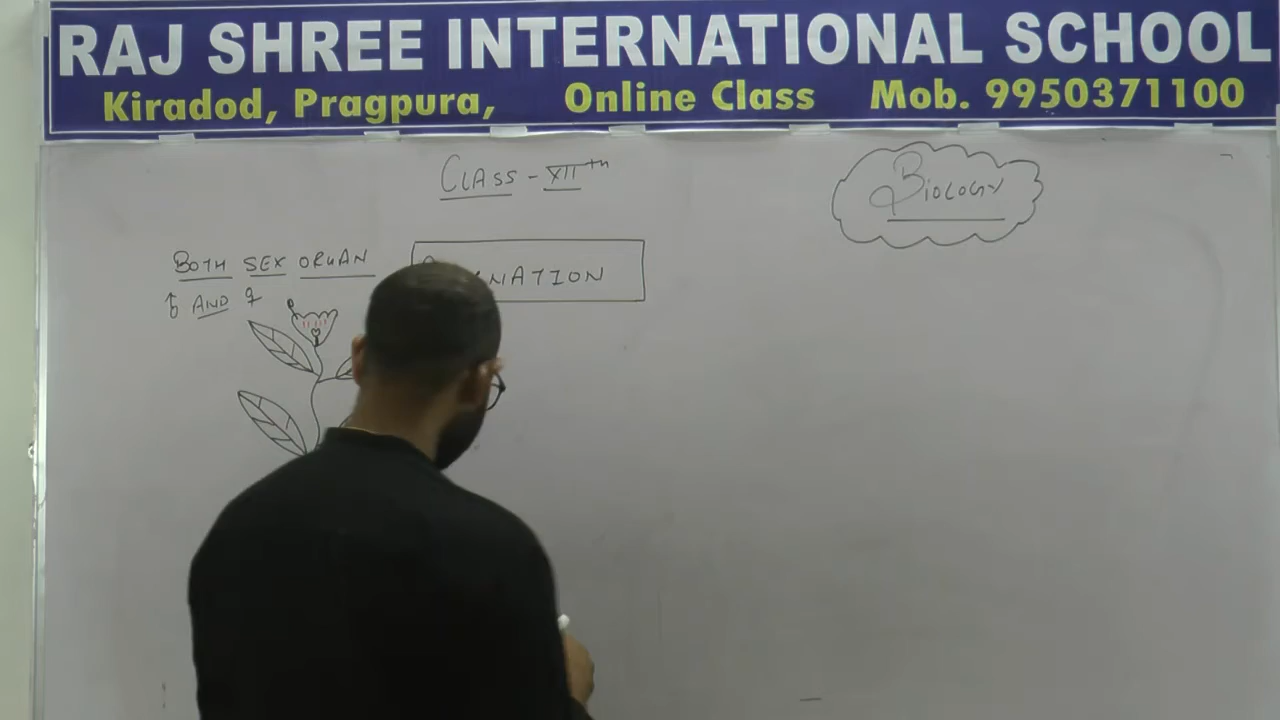 RAJ SHREE INTERNATIONAL SCHOOL
Kiradod, Pragpura, Online Class Mob. 9950371100
CLASS - XIIth
BIOLOGY
BOTH SEX ORGAN
AND ♀
NATION